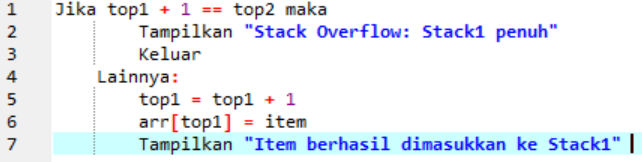 1 Jika top1 + 1 == top2 maka
2 Tampilkan "Stack Overflow: Stack1 penuh"
3 Keluar
4 Lainnya:
5 top1 = top1 + 1
6 arr[top1] = item
7 Tampilkan "Item berhasil dimasukkan ke Stack1"